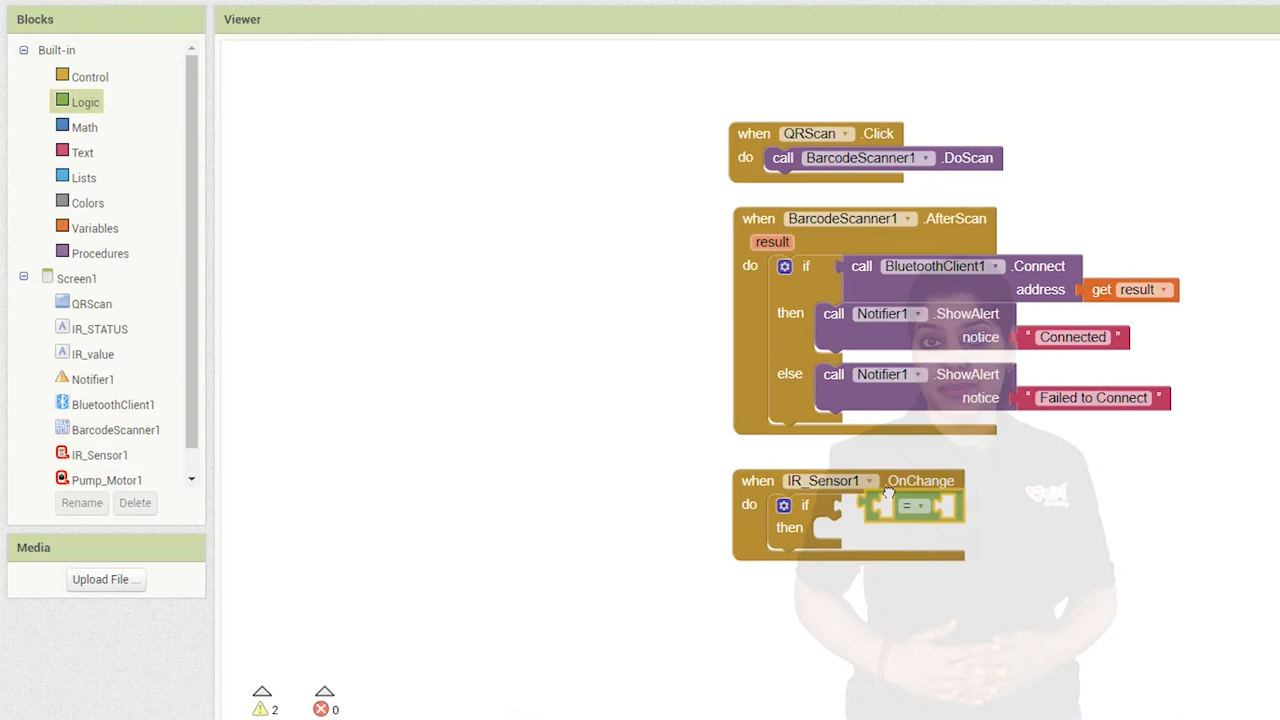 Blocks
Viewer
Built-in
Control
Logic
Math
Text
Lists
Colors
Variables
Procedures
Screen1
QRScan
IR_STATUS
IR_value
Notifier1
BluetoothClient1
BarcodeScanner1
IR_Sensor1
Pump_Motor1
Rename Delete
Media
Upload File ...
when QRScan .Click
do call BarcodeScanner1 .DoScan
when BarcodeScanner1 .AfterScan
result
do if call BluetoothClient1 .Connect
address get result
then call Notifier1 .ShowAlert
notice " Connected "
else call Notifier1 .ShowAlert
notice " Failed to Connect "
when IR_Sensor1 .OnChange
do if =
then
2 0